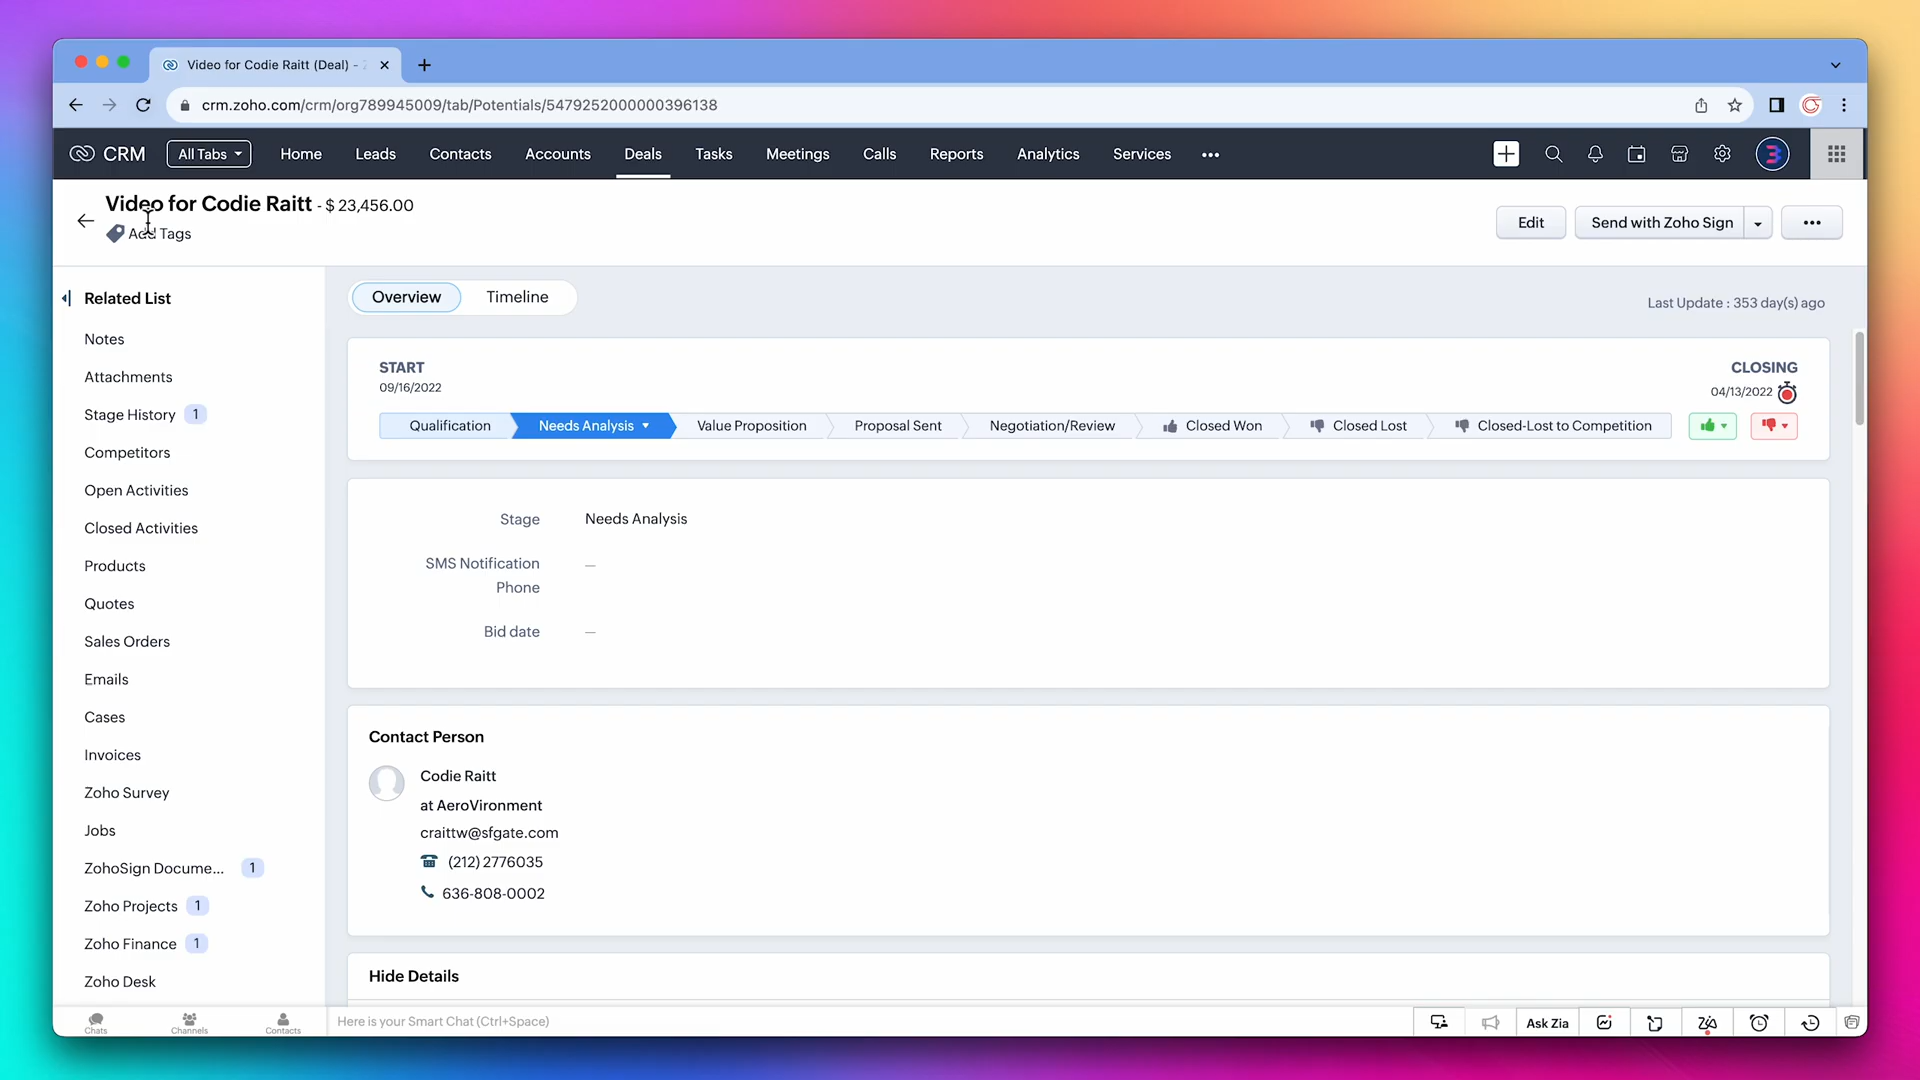 Video for Codie Raitt (Deal) -
crm.zoho.com/crm/org789945009/tab/Potentials/5479252000000396138
CRM All Tabs Home Leads Contacts Accounts Deals Tasks Meetings Calls Reports Analytics Services
Video for Codie Raitt - $ 23,456.00
Add Tags
Edit Send with Zoho Sign
Related List
Notes
Attachments
Stage History 1
Competitors
Open Activities
Closed Activities
Products
Quotes
Sales Orders
Emails
Cases
Invoices
Zoho Survey
Jobs
ZohoSign Docume... 1
Zoho Projects 1
Zoho Finance 1
Zoho Desk
Overview Timeline
Last Update : 353 day(s) ago
START
09/16/2022
CLOSING
04/13/2022
Qualification Needs Analysis Value Proposition Proposal Sent Negotiation/Review Closed Won Closed Lost Closed-Lost to Competition
Stage Needs Analysis
SMS Notification Phone —
Bid date —
Contact Person
Codie Raitt
at AeroVironment
craittw@sfgate.com
(212) 2776035
636-808-0002
Hide Details
Chats Channels Contacts
Here is your Smart Chat (Ctrl+Space)
Ask Zia